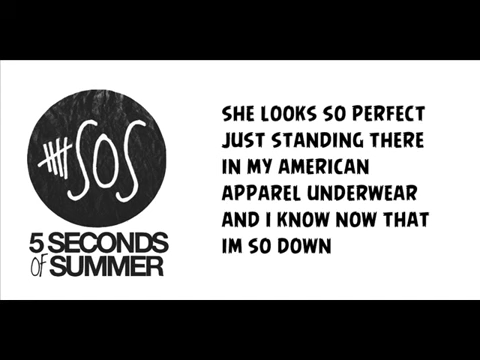 SOS
5 SECONDS
OF SUMMER
SHE LOOKS SO PERFECT
JUST STANDING THERE
IN MY AMERICAN
APPAREL UNDERWEAR
AND I KNOW NOW THAT
IM SO DOWN